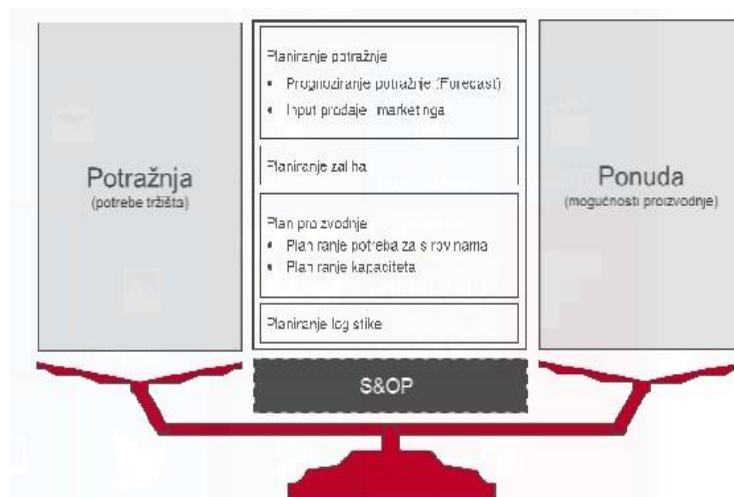 Potražnja
(potrebe tržišta)
Planiranje potražnje
• Prognoziranje potražnje (Forecast)
• Input prodaje i marketinga
Planiranje zaliha
Plan proizvodnje
• Planiranje potreba za sirovinama
• Planiranje kapaciteta
Planiranje logistike
S&OP
Ponuda
(mogućnosti proizvodnje)